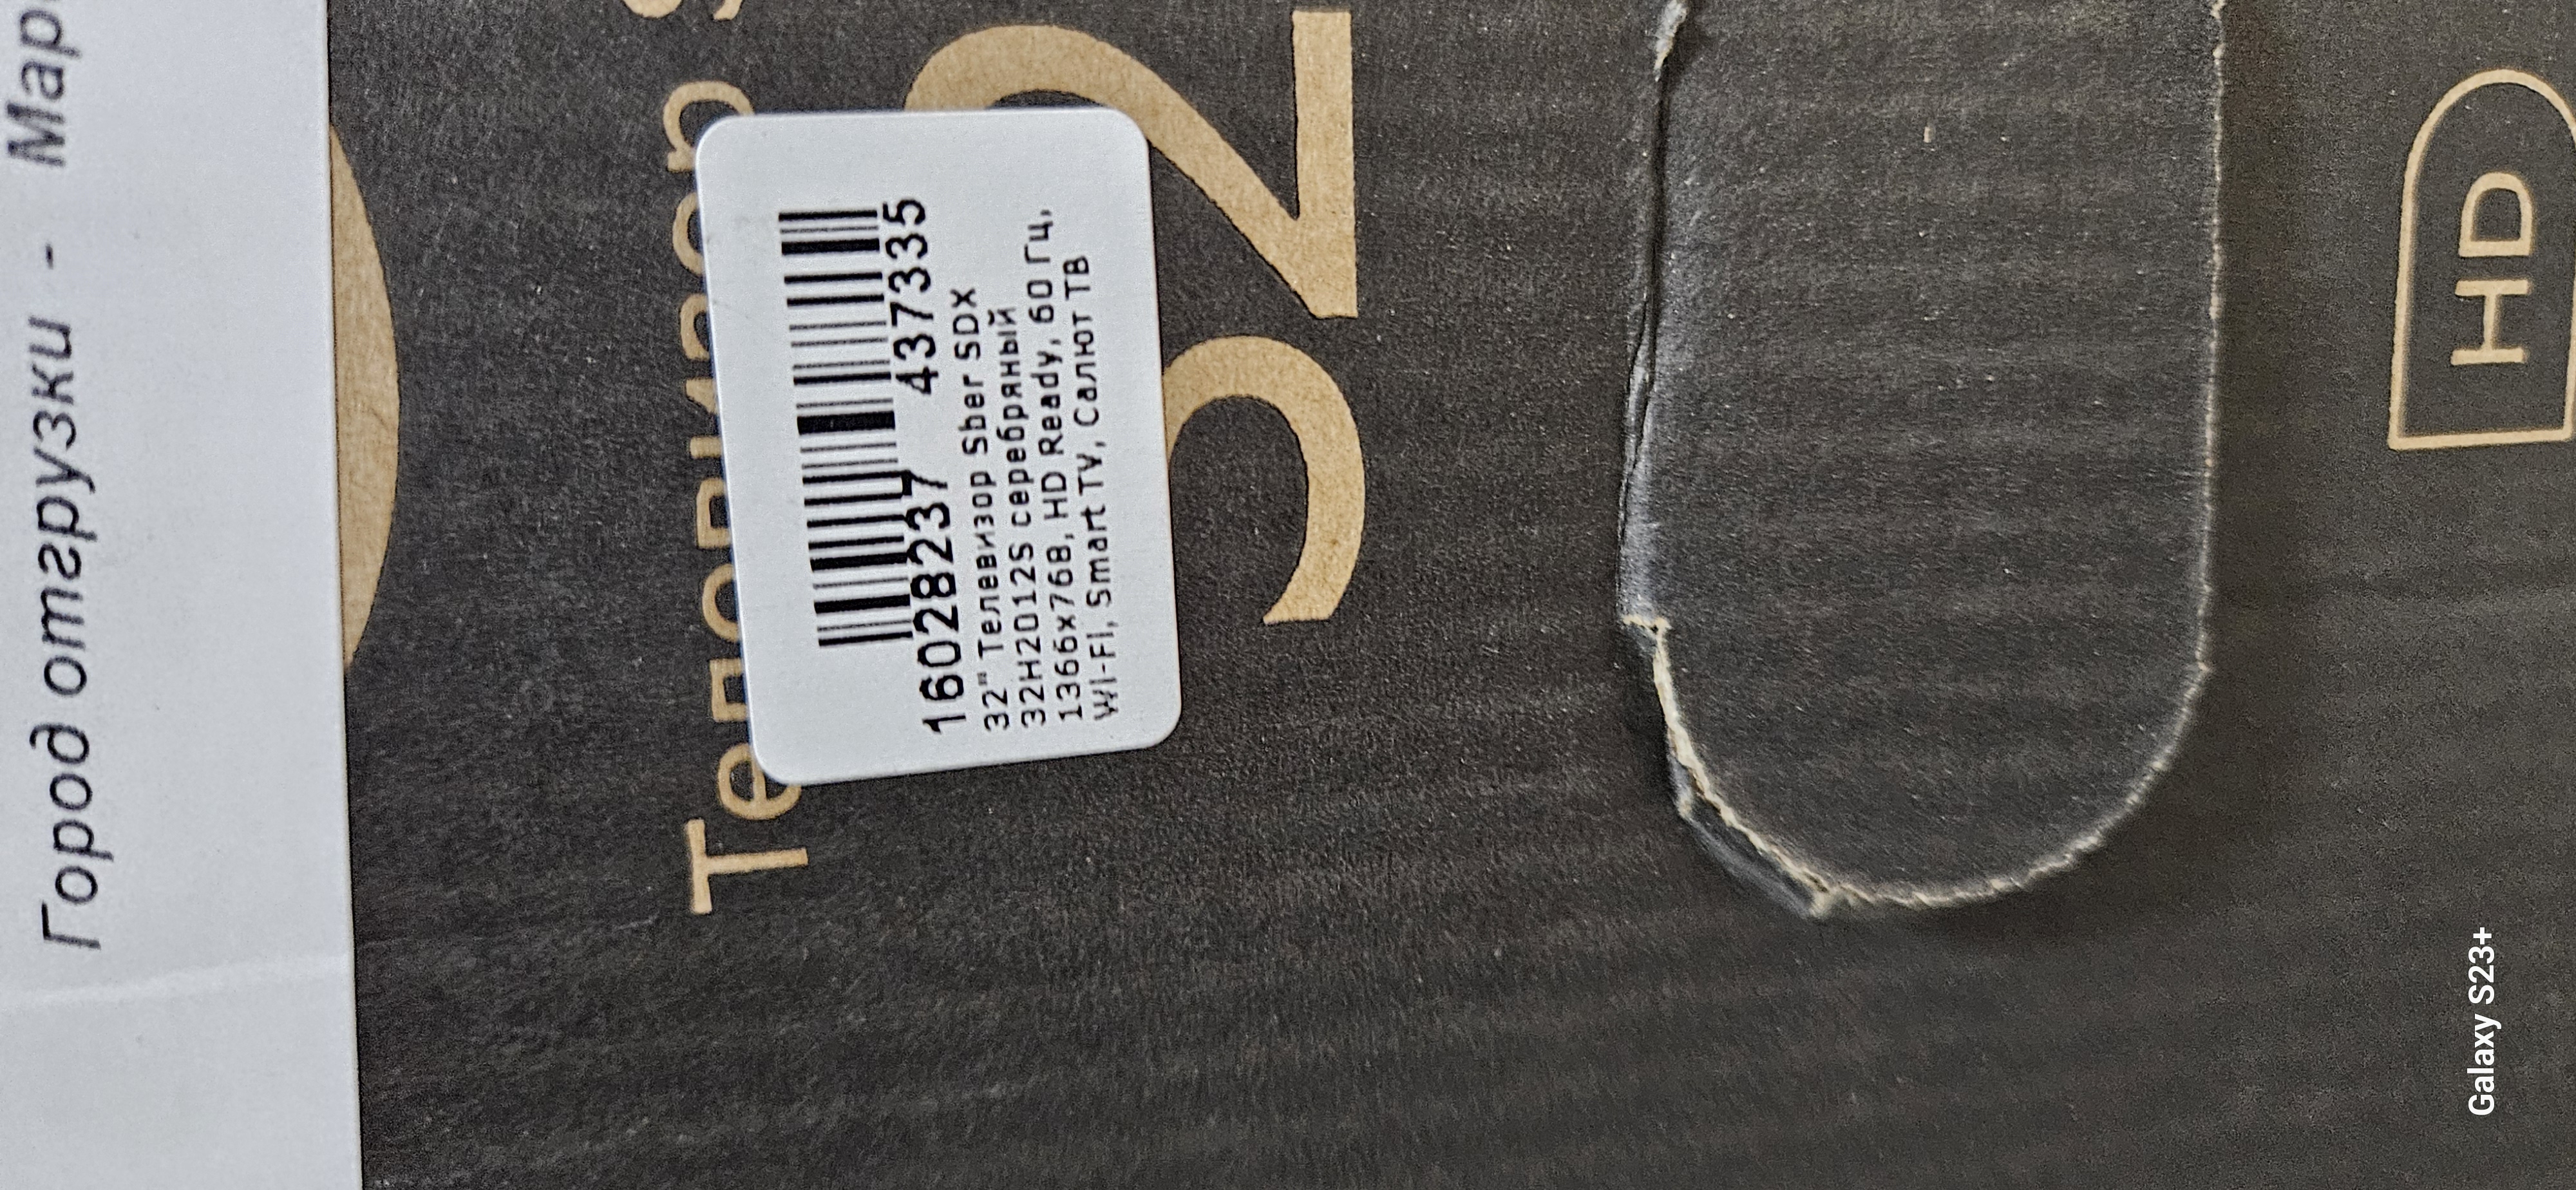 Город отгрузки -
Те
16028237 437335
32" Телевизор Sber SDX
32H2012S серебряный
1366x768, HD Ready, 60 Гц,
WI-FI, Smart TV, Салют ТВ
32
HD
Galaxy S23+